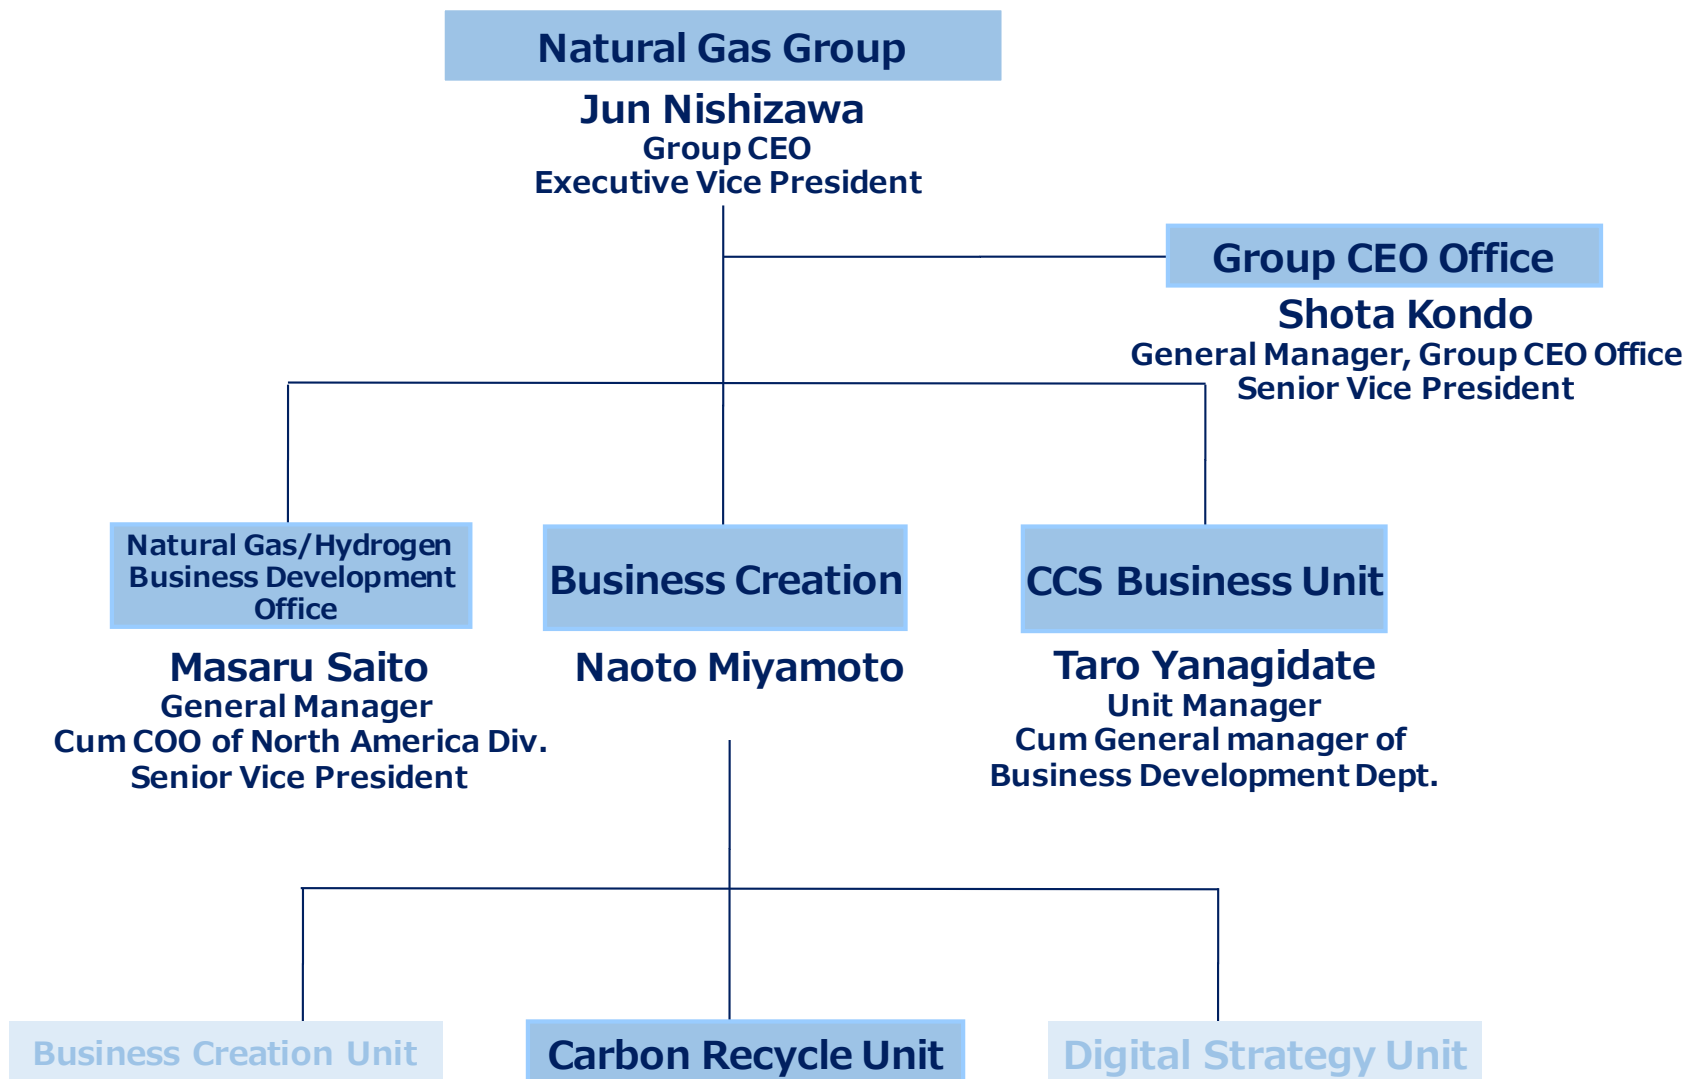 Natural Gas Group
Jun Nishizawa
Group CEO
Executive Vice President
Group CEO Office
Shota Kondo
General Manager, Group CEO Office
Senior Vice President
Natural Gas/Hydrogen
Business Development
Office
Masaru Saito
General Manager
Cum COO of North America Div.
Senior Vice President
Business Creation
Naoto Miyamoto
CCS Business Unit
Taro Yanagidate
Unit Manager
Cum General manager of
Business Development Dept.
Business Creation Unit
Carbon Recycle Unit
Digital Strategy Unit